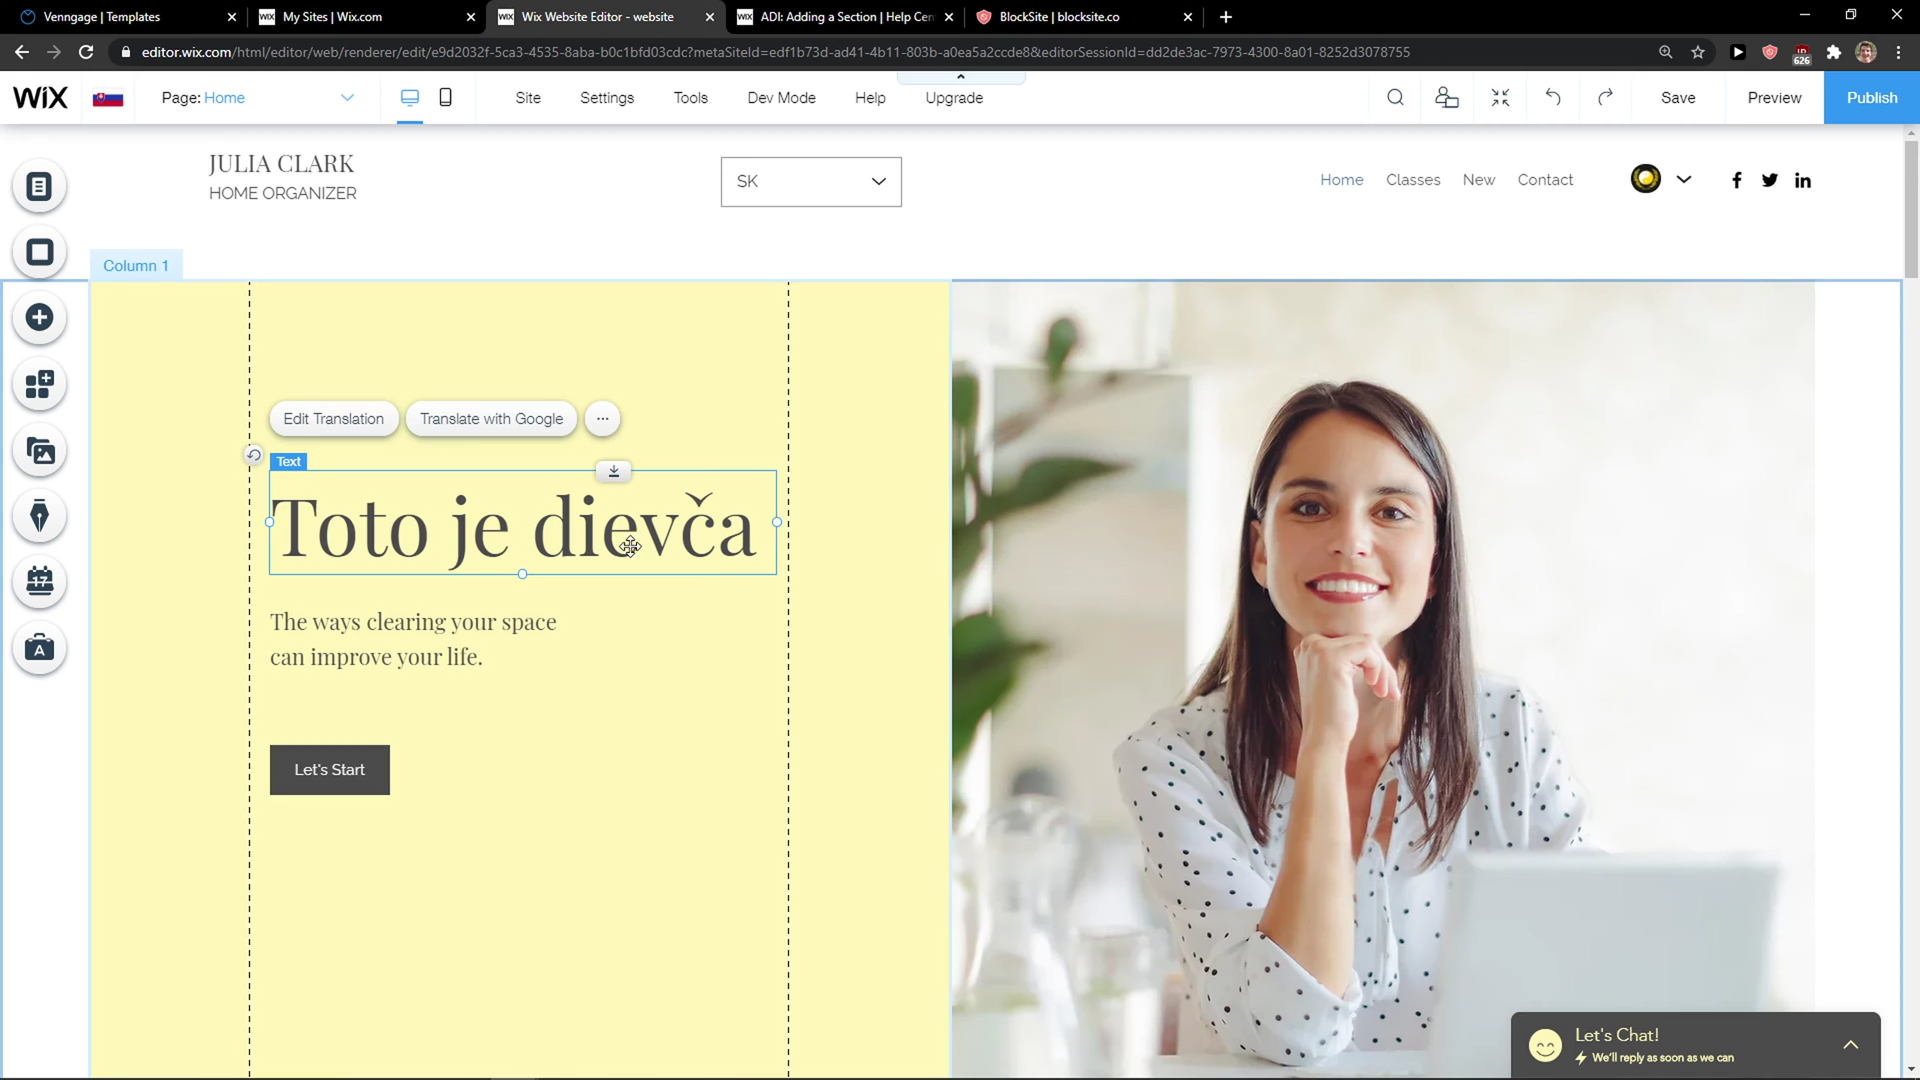 Venngage | Templates
My Sites | Wix.com
Wix Website Editor - website
ADI: Adding a Section | Help Cen
BlockSite | blocksite.co
editor.wix.com/html/editor/web/renderer/edit/e9d2032f-5ca3-4535-8aba-b0c1bfd03cdc?metaSiteId=edf1b73d-ad41-4b11-803b-a0ea5a2ccde8&editorSessionId=dd2de3ac-7973-4300-8a01-8252d3078755
626
WIX
Page: Home
Site
Settings
Tools
Dev Mode
Help
Upgrade
Save
Preview
Publish
JULIA CLARK
HOME ORGANIZER
SK
Home
Classes
New
Contact
Column 1
Edit Translation
Translate with Google
Text
Toto je dievča
The ways clearing your space
can improve your life.
Let's Start
17
A
Let's Chat!
We'll reply as soon as we can